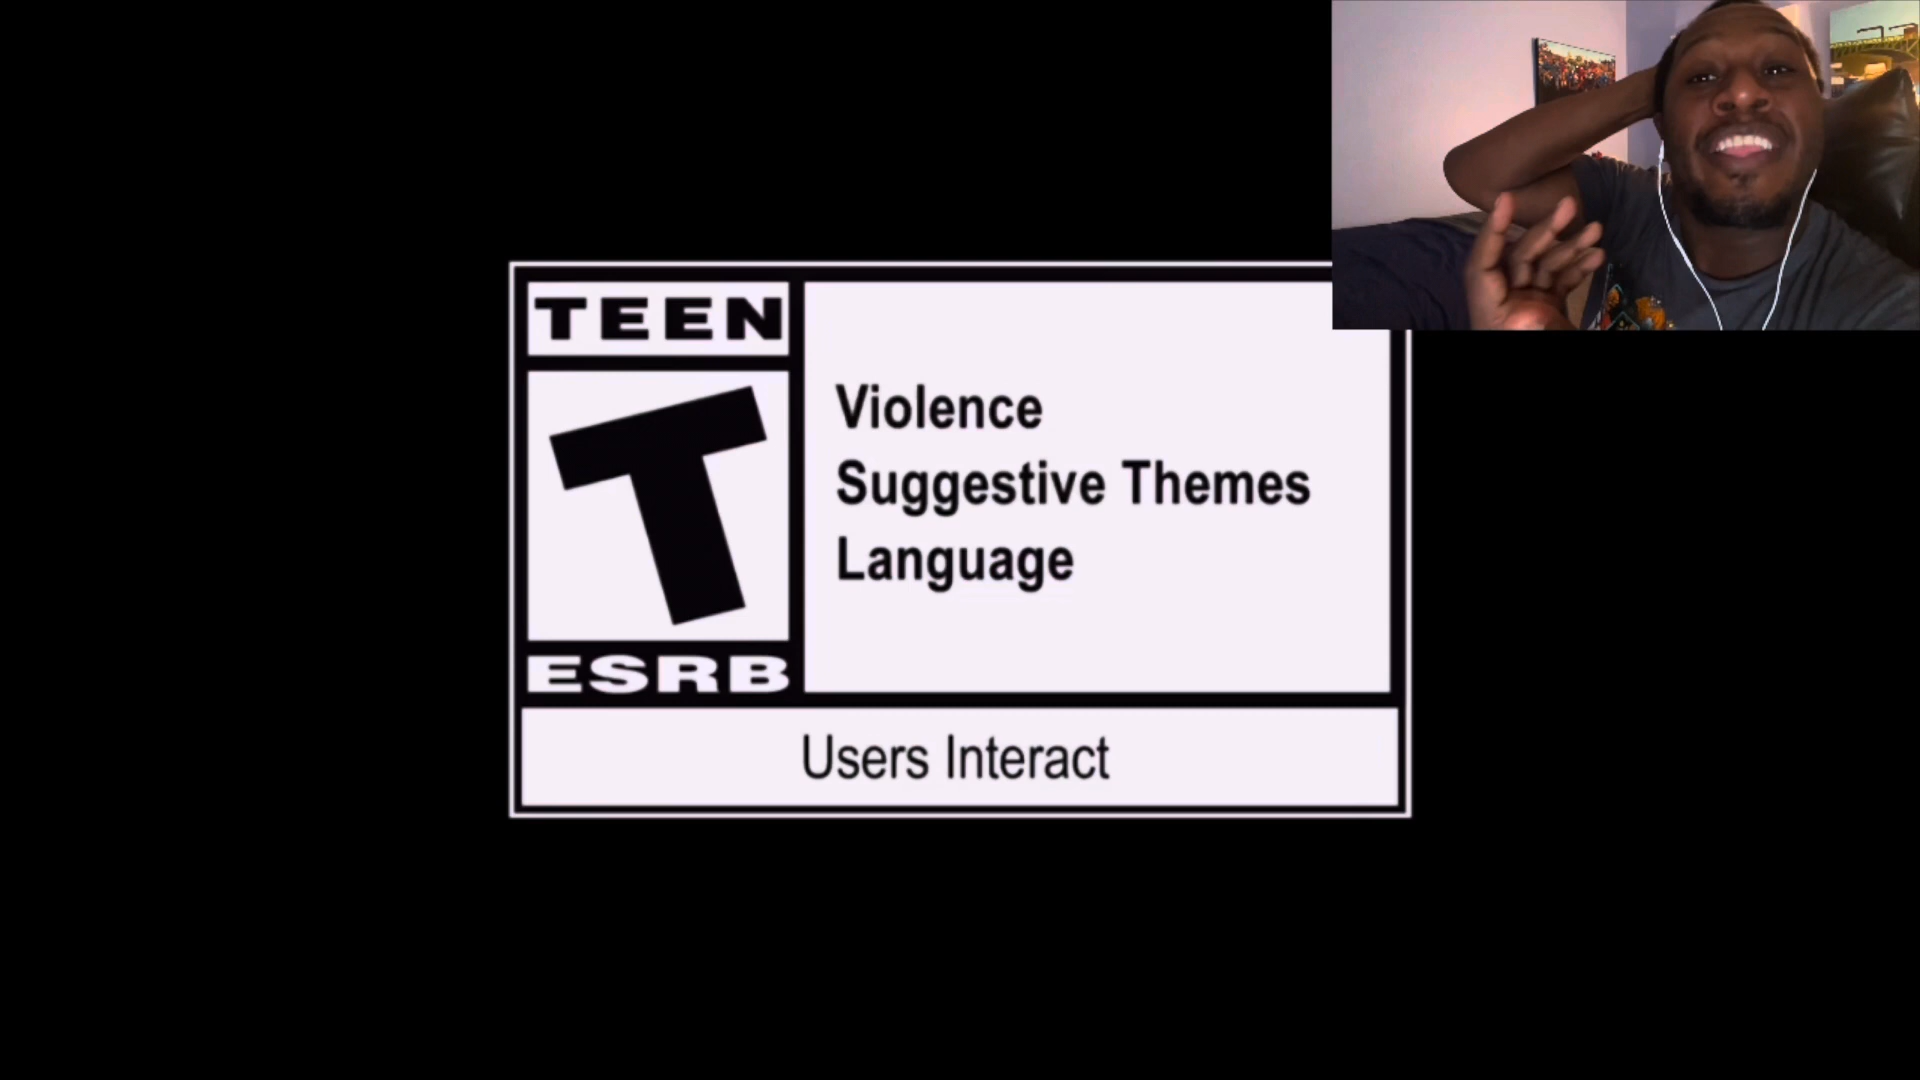 TEEN
T
ESRB
Violence
Suggestive Themes
Language
Users Interact